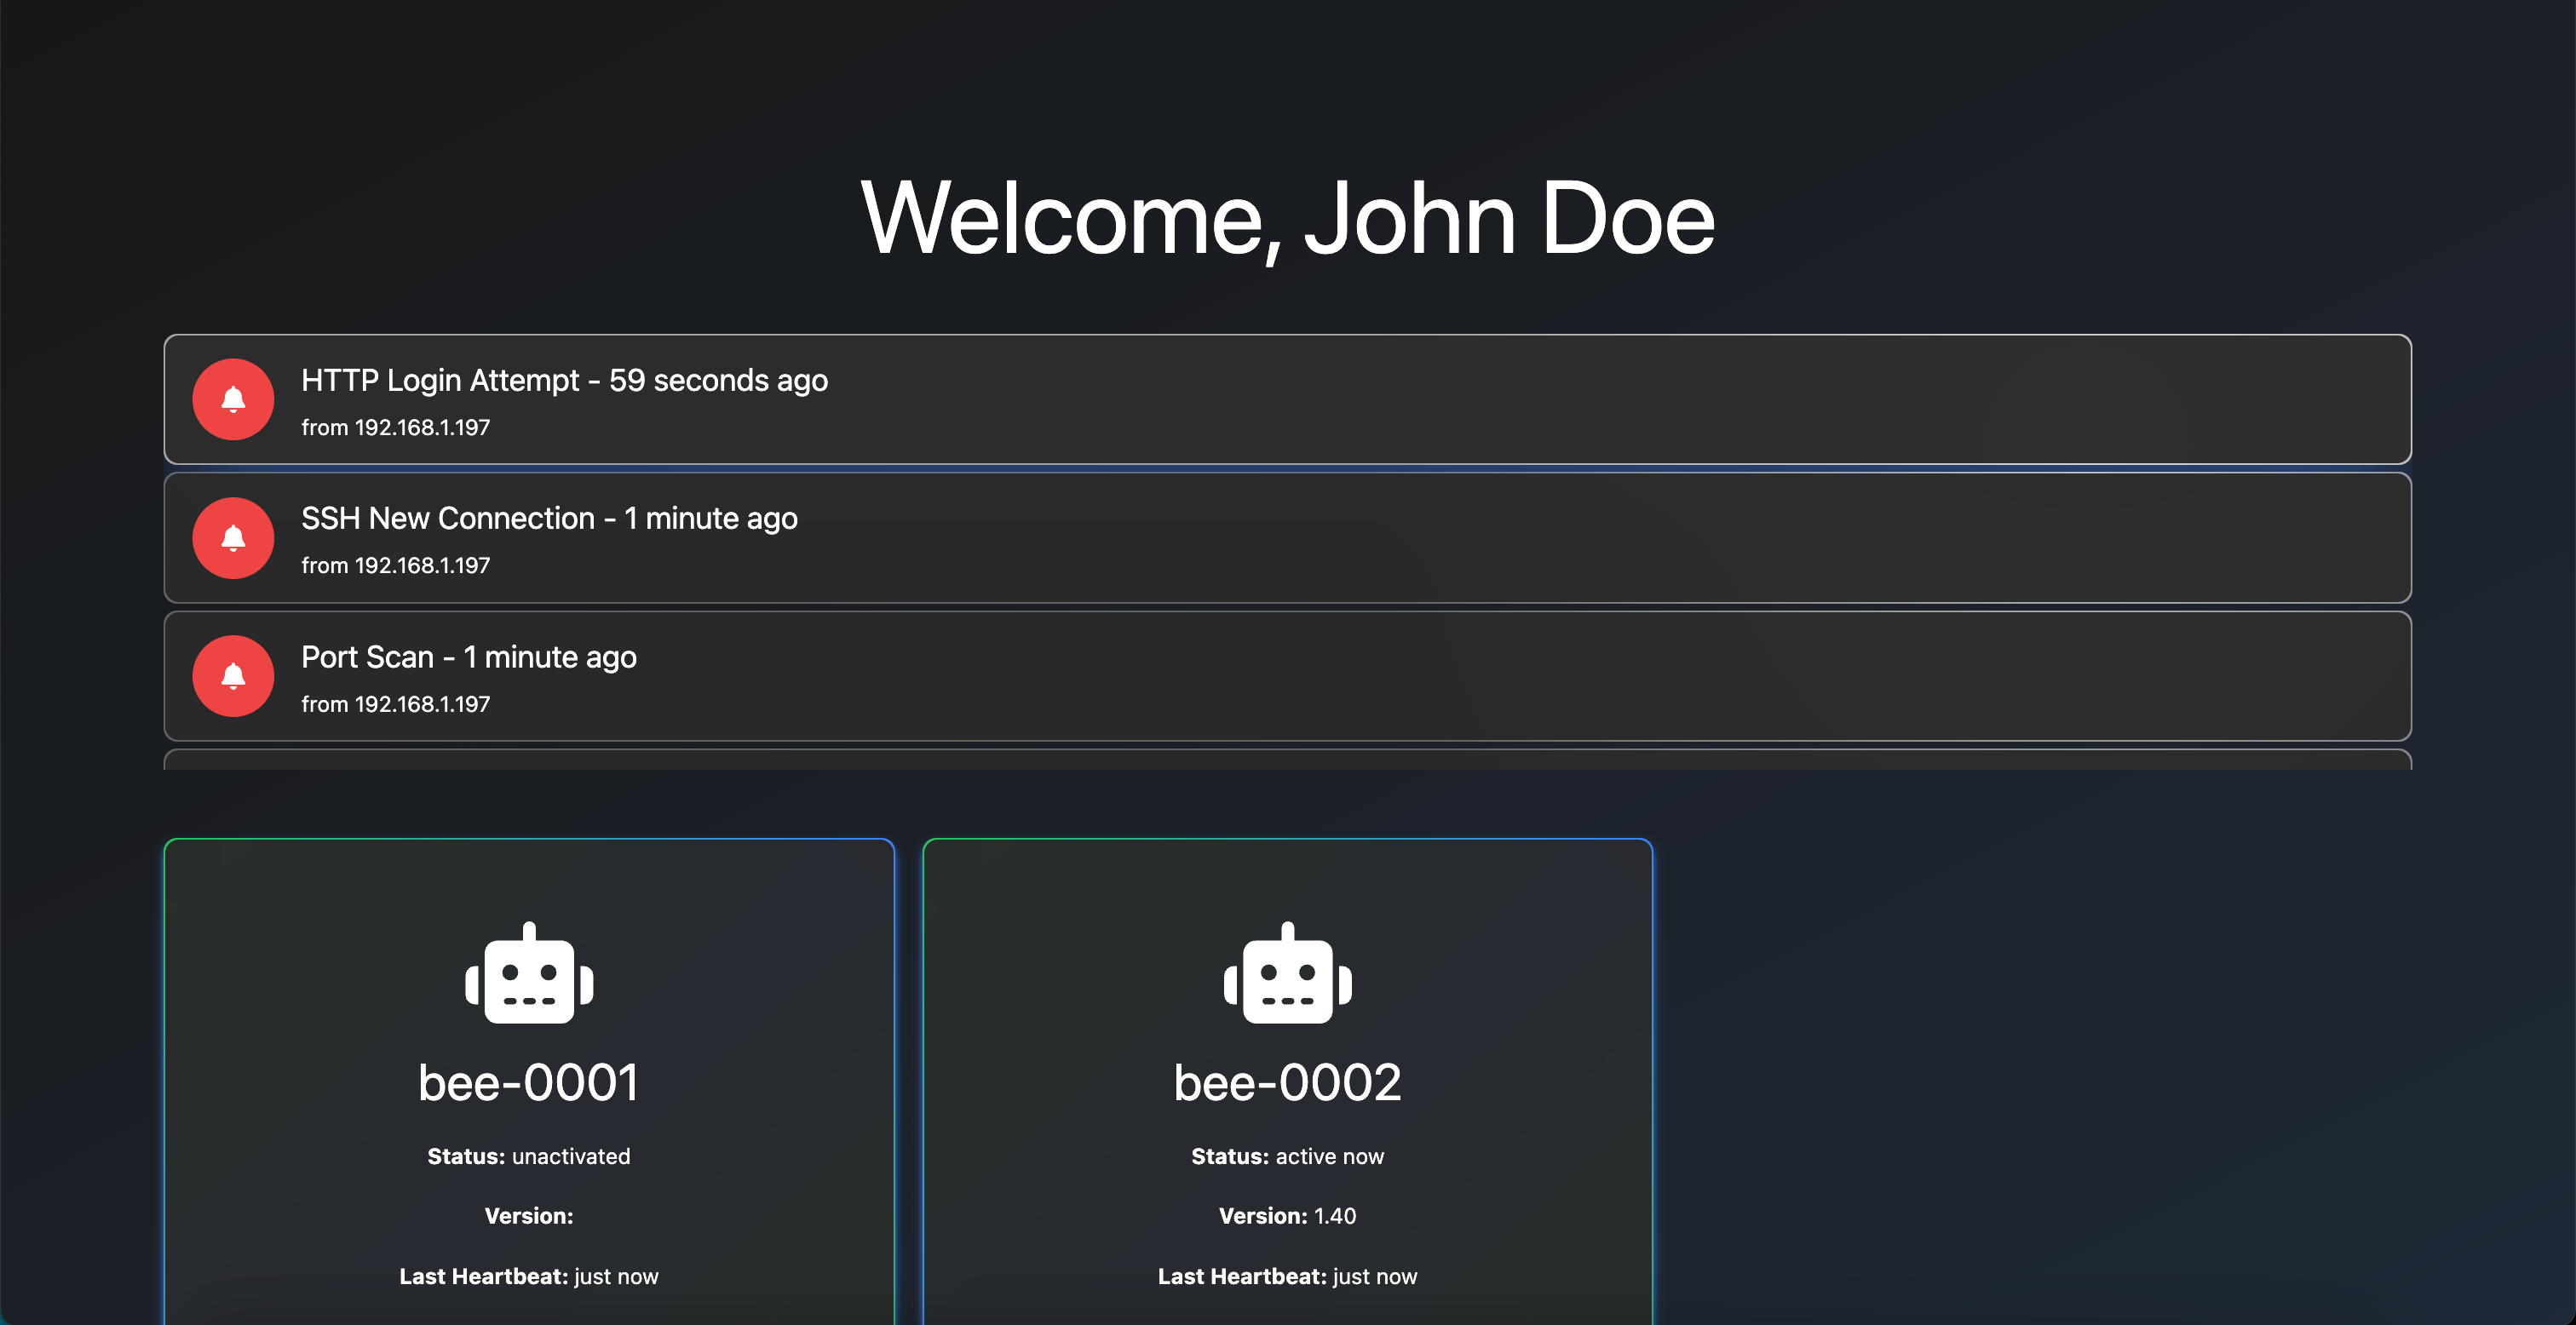 Welcome, John Doe
HTTP Login Attempt - 59 seconds ago
from 192.168.1.197
SSH New Connection - 1 minute ago
from 192.168.1.197
Port Scan - 1 minute ago
from 192.168.1.197
bee-0001
Status: unactivated
Version:
Last Heartbeat: just now
bee-0002
Status: active now
Version: 1.40
Last Heartbeat: just now